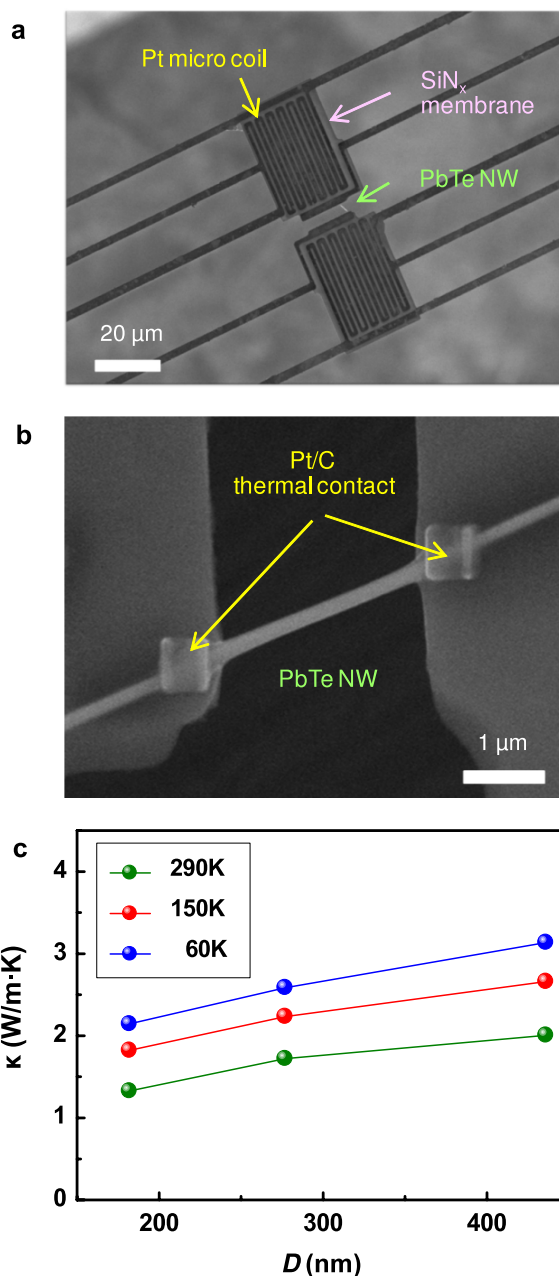 a
Pt micro coil
SiNx
membrane
PbTe NW
20 µm
b
Pt/C
thermal contact
PbTe NW
1 µm
c
290K
150K
60K
4
3
2
1
0
κ (W/m·K)
200
300
400
D (nm)